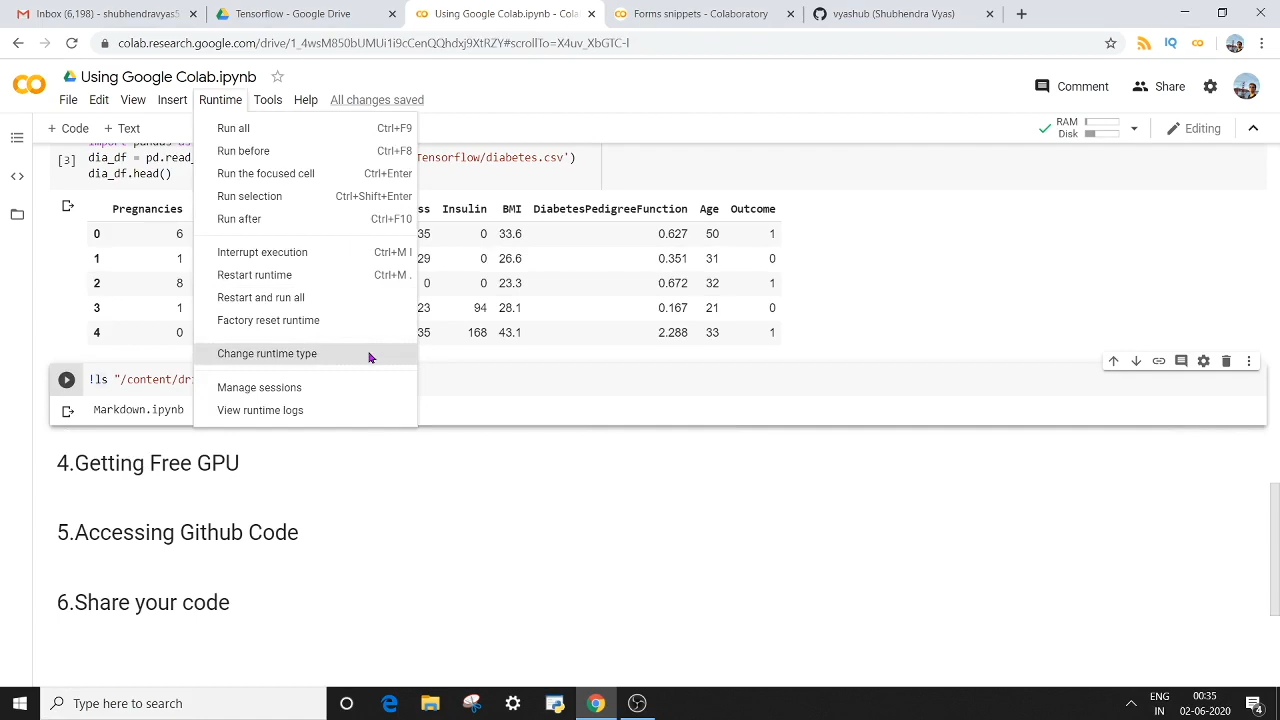 Inbox (6,198) - shubhendravyas5
Tensorflow - Google Drive
Using Google Colab.ipynb - Cola
Forms snippets - Colaboratory
vyashub (Shubhendra Vyas)
colab.research.google.com/drive/1_4wsM850bUMUi1i9cCenQQhdxj9XtRZY#scrollTo=X4uv_XbGTC-I
Using Google Colab.ipynb
Comment
Share
File Edit View Insert Runtime Tools Help All changes saved
+ Code + Text
RAM
Disk
Editing
Run all Ctrl+F9
Run before Ctrl+F8
Run the focused cell Ctrl+Enter
Run selection Ctrl+Shift+Enter
Run after Ctrl+F10
Interrupt execution Ctrl+M I
Restart runtime Ctrl+M .
Restart and run all
Factory reset runtime
Change runtime type
Manage sessions
View runtime logs
import pandas as
[3] dia_df = pd.read_ Tensorflow/diabetes.csv')
dia_df.head()
Pregnancies ss Insulin BMI DiabetesPedigreeFunction Age Outcome
0 6 35 0 33.6 0.627 50 1
1 1 29 0 26.6 0.351 31 0
2 8 0 0 23.3 0.672 32 1
3 1 23 94 28.1 0.167 21 0
4 0 35 168 43.1 2.288 33 1
!ls "/content/dri
Markdown.ipynb
4.Getting Free GPU
5.Accessing Github Code
6.Share your code
Type here to search
ENG
IN
00:35
02-06-2020
4